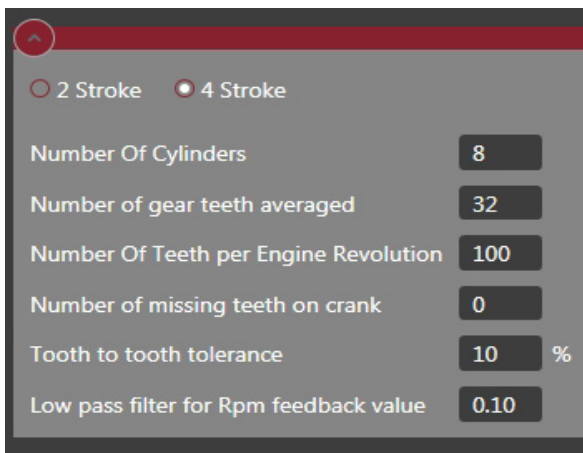 2 Stroke 4 Stroke
Number Of Cylinders 8
Number of gear teeth averaged 32
Number Of Teeth per Engine Revolution 100
Number of missing teeth on crank 0
Tooth to tooth tolerance 10 %
Low pass filter for Rpm feedback value 0.10